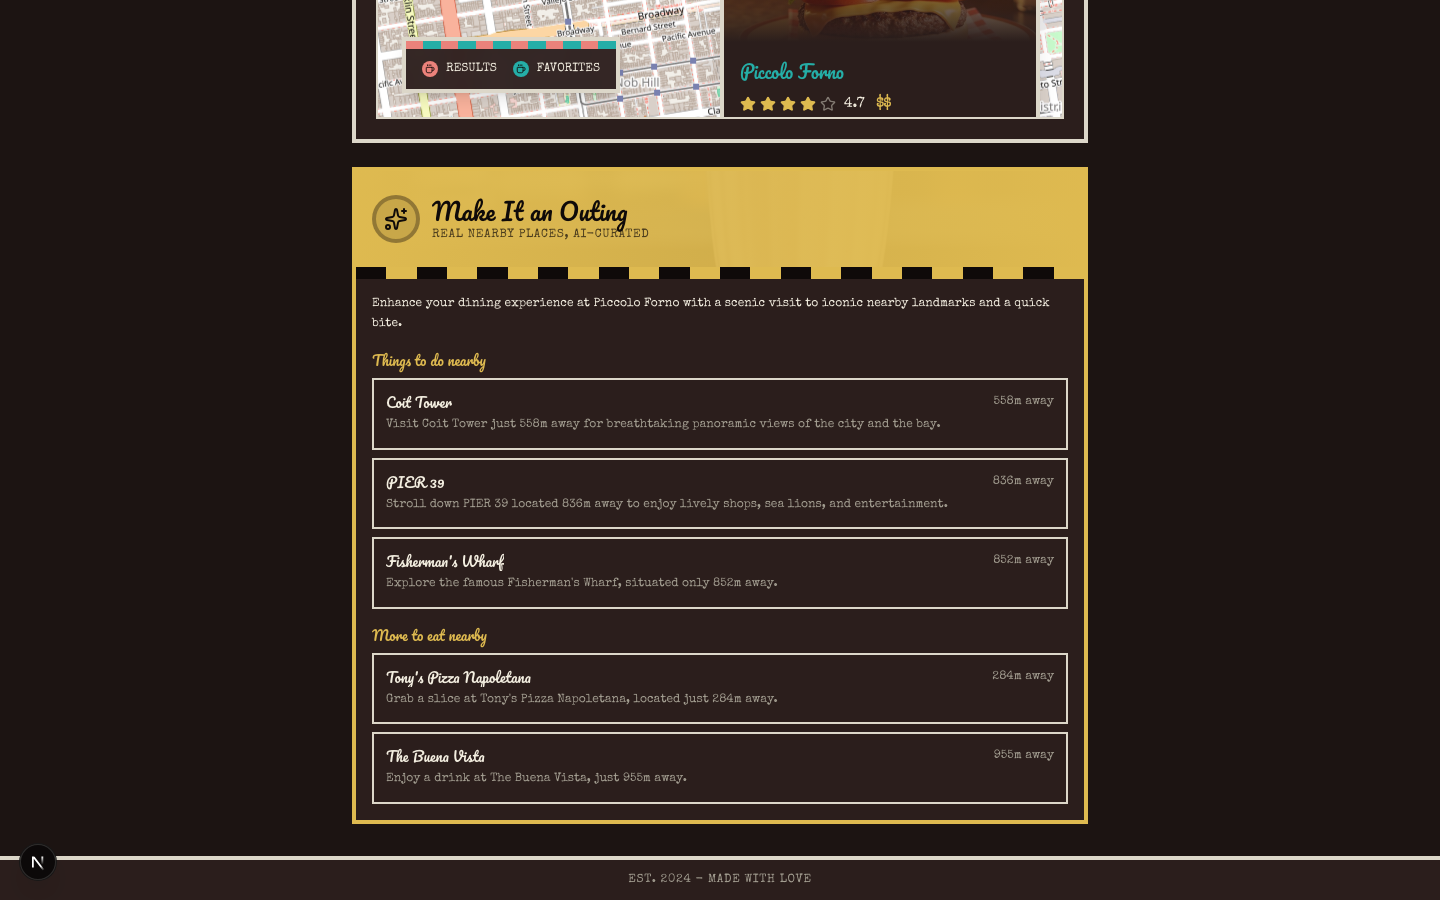 Broadway
Bernard Street
Pacific Avenue
Broadway
RESULTS
FAVORITES
Nob Hill
Piccolo Forno
4.7 $$
Make It an Outing
REAL NEARBY PLACES, AI-CURATED
Enhance your dining experience at Piccolo Forno with a scenic visit to iconic nearby landmarks and a quick
bite.
Things to do nearby
Coit Tower
558m away
Visit Coit Tower just 558m away for breathtaking panoramic views of the city and the bay.
PIER 39
836m away
Stroll down PIER 39 located 836m away to enjoy lively shops, sea lions, and entertainment.
Fisherman's Wharf
852m away
Explore the famous Fisherman's Wharf, situated only 852m away.
More to eat nearby
Tony's Pizza Napoletana
284m away
Grab a slice at Tony's Pizza Napoletana, located just 284m away.
The Buena Vista
955m away
Enjoy a drink at The Buena Vista, just 955m away.
N
EST. 2024 - MADE WITH LOVE